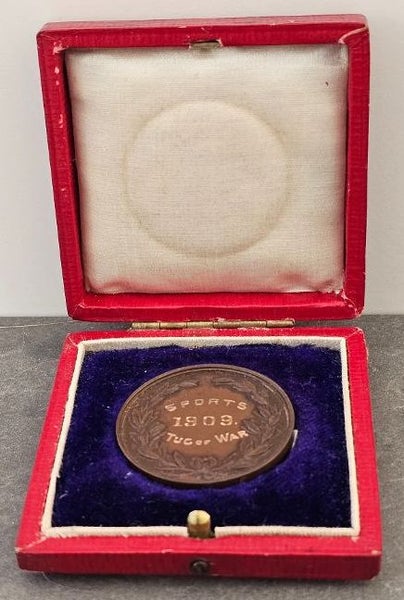 SPORTS
1909.
TUG OF WAR